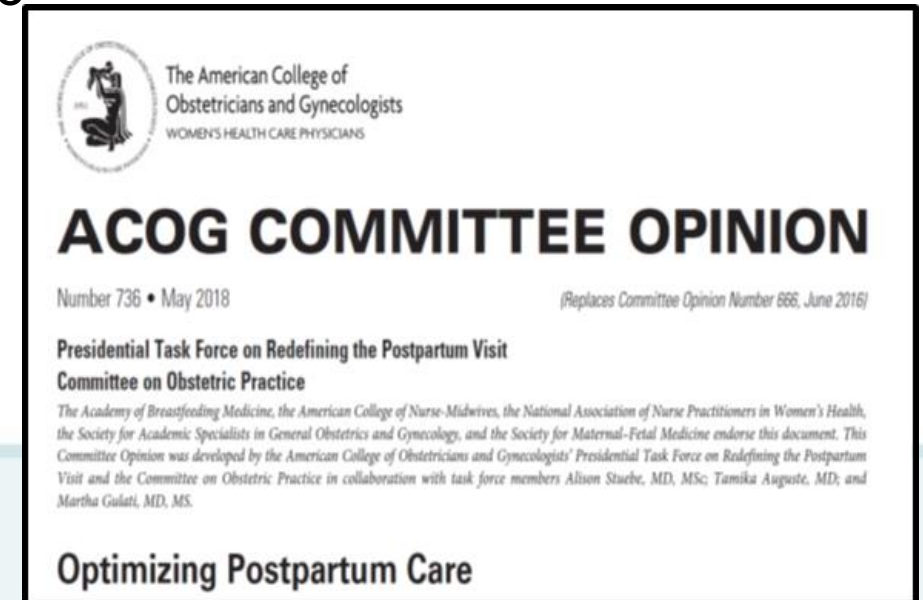 The American College of
Obstetricians and Gynecologists
WOMEN'S HEALTH CARE PHYSICIANS
ACOG COMMITTEE OPINION
Number 736 • May 2018
(Replaces Committee Opinion Number 666, June 2016)
Presidential Task Force on Redefining the Postpartum Visit
Committee on Obstetric Practice
The Academy of Breastfeeding Medicine, the American College of Nurse-Midwives, the National Association of Nurse Practitioners in Women's Health,
the Society for Academic Specialists in General Obstetrics and Gynecology, and the Society for Maternal–Fetal Medicine endorse this document. This
Committee Opinion was developed by the American College of Obstetricians and Gynecologists' Presidential Task Force on Redefining the Postpartum
Visit and the Committee on Obstetric Practice in collaboration with task force members Alison Stuebe, MD, MSc; Tamika Auguste, MD; and
Martha Gulati, MD, MS.
Optimizing Postpartum Care